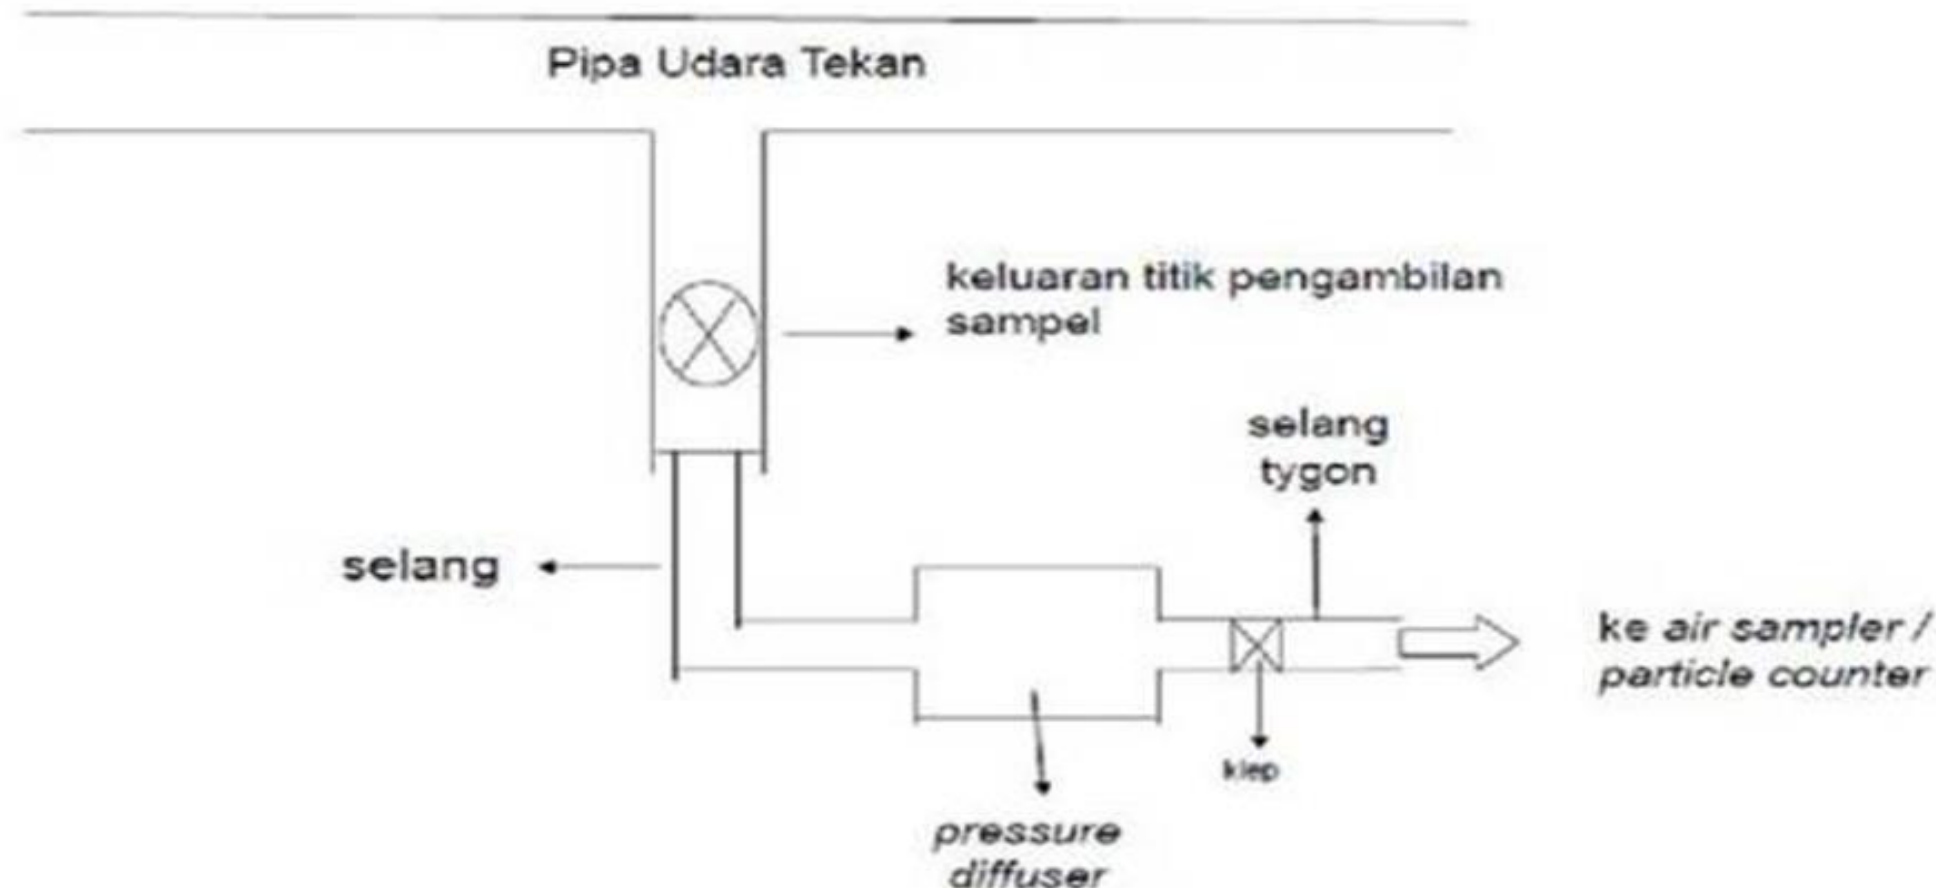 Pipa Udara Tekan
keluaran titik pengambilan
sampel
selang
tygon
selang
ke air sampler /
particle counter
klep
pressure
diffuser